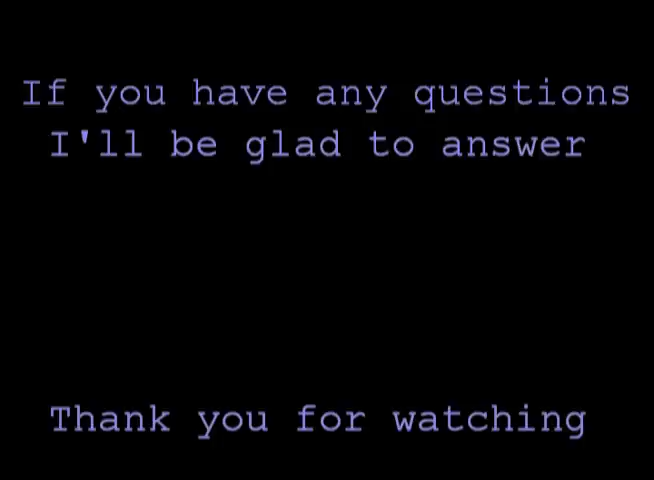 If you have any questions
I'll be glad to answer
Thank you for watching